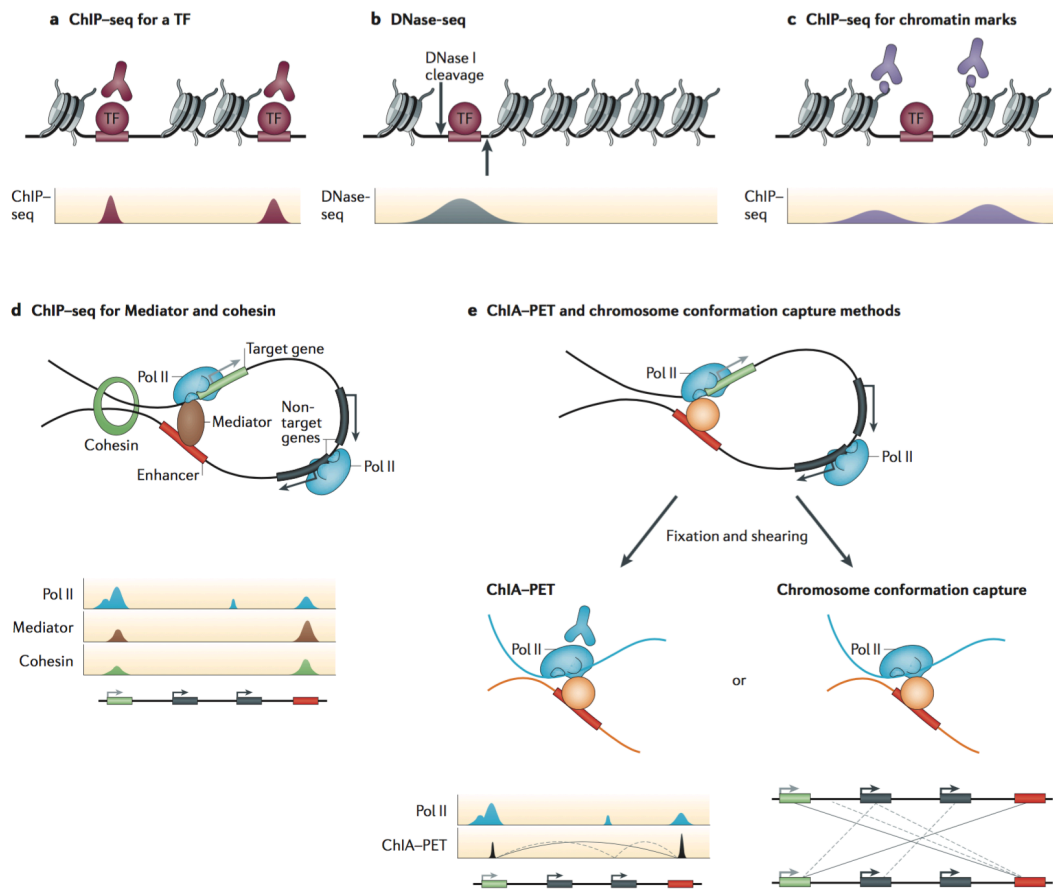 a ChIP–seq for a TF
TF
TF
ChIP–
seq
b DNase-seq
DNase I
cleavage
TF
DNase-
seq
c ChIP–seq for chromatin marks
TF
ChIP–
seq
d ChIP–seq for Mediator and cohesin
Target gene
Pol II
Non-
target
genes
Mediator
Cohesin
Enhancer
Pol II
Pol II
Mediator
Cohesin
e ChIA–PET and chromosome conformation capture methods
Pol II
Pol II
Fixation and shearing
ChIA–PET
Pol II
or
Chromosome conformation capture
Pol II
Pol II
ChIA–PET